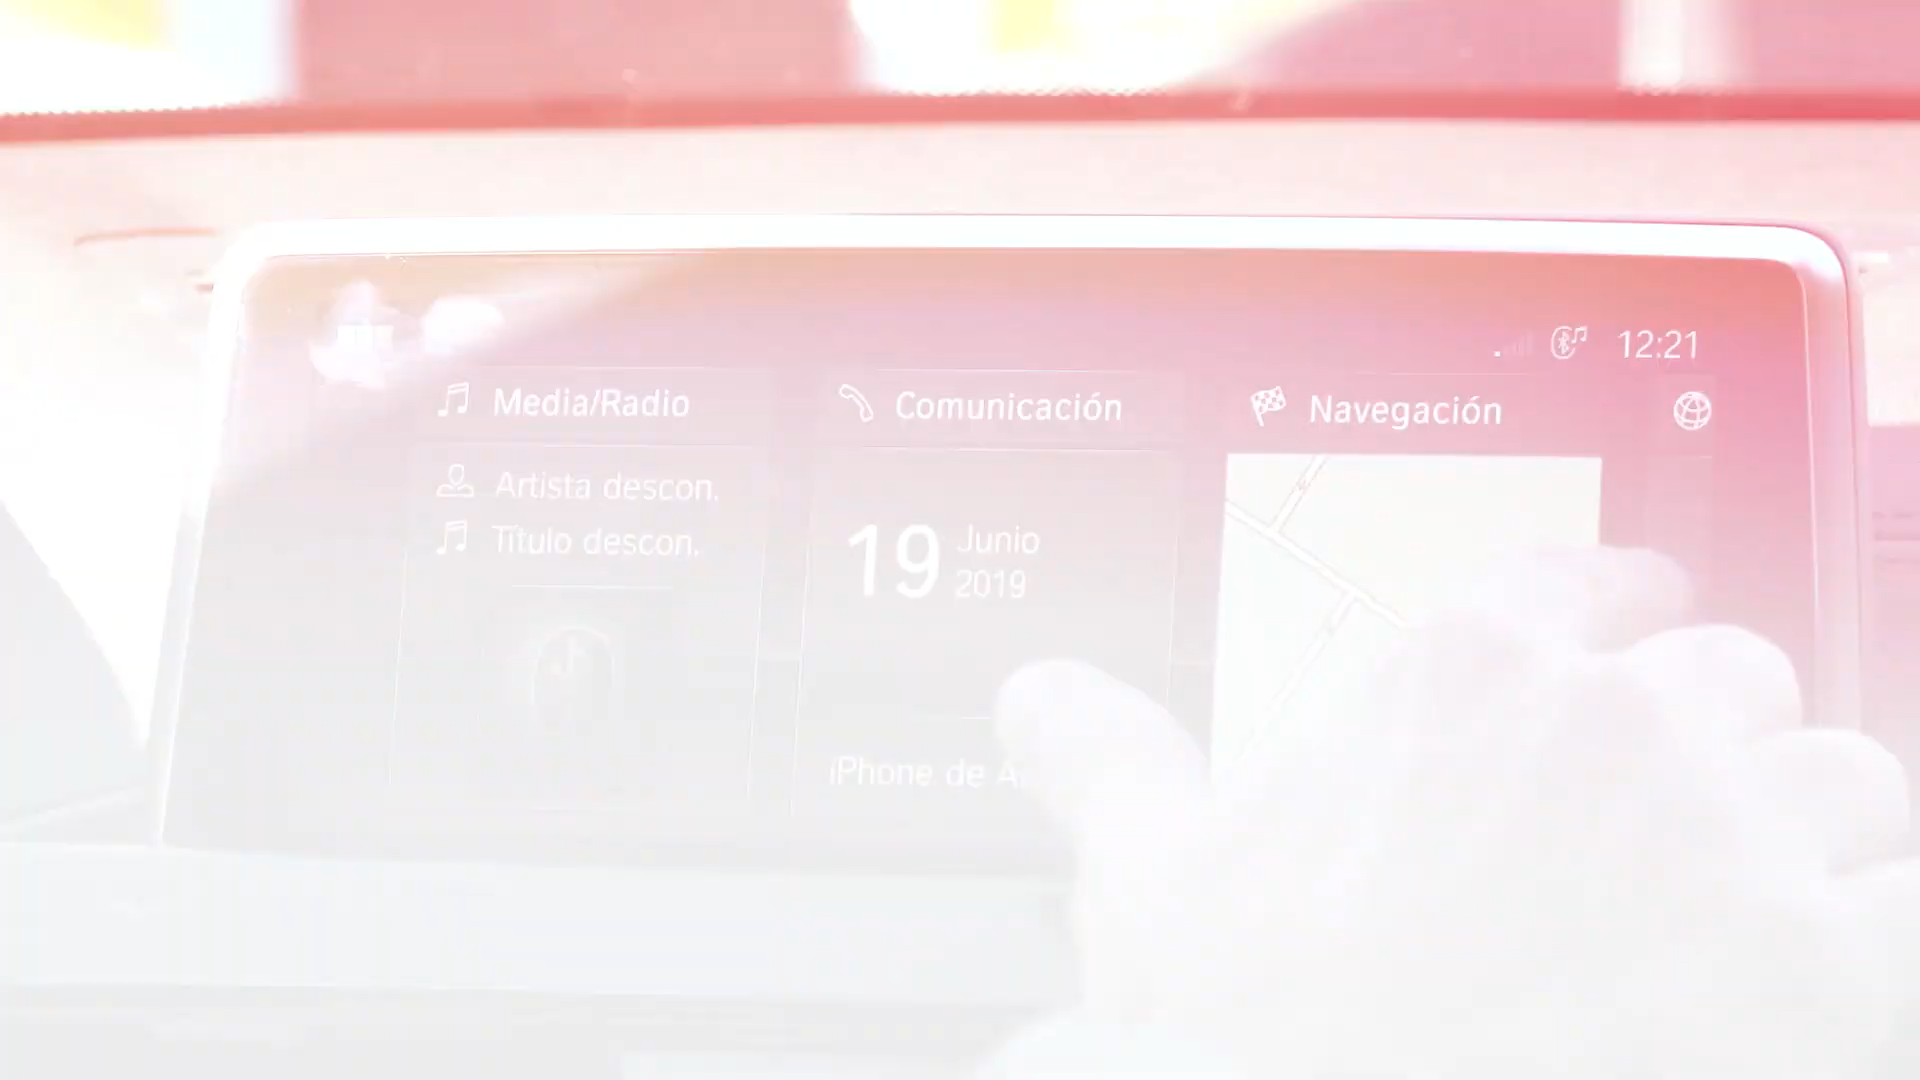 12:21
Media/Radio
Comunicación
Navegación
Artista descon.
Título descon.
19
Junio
2019
iPhone de A